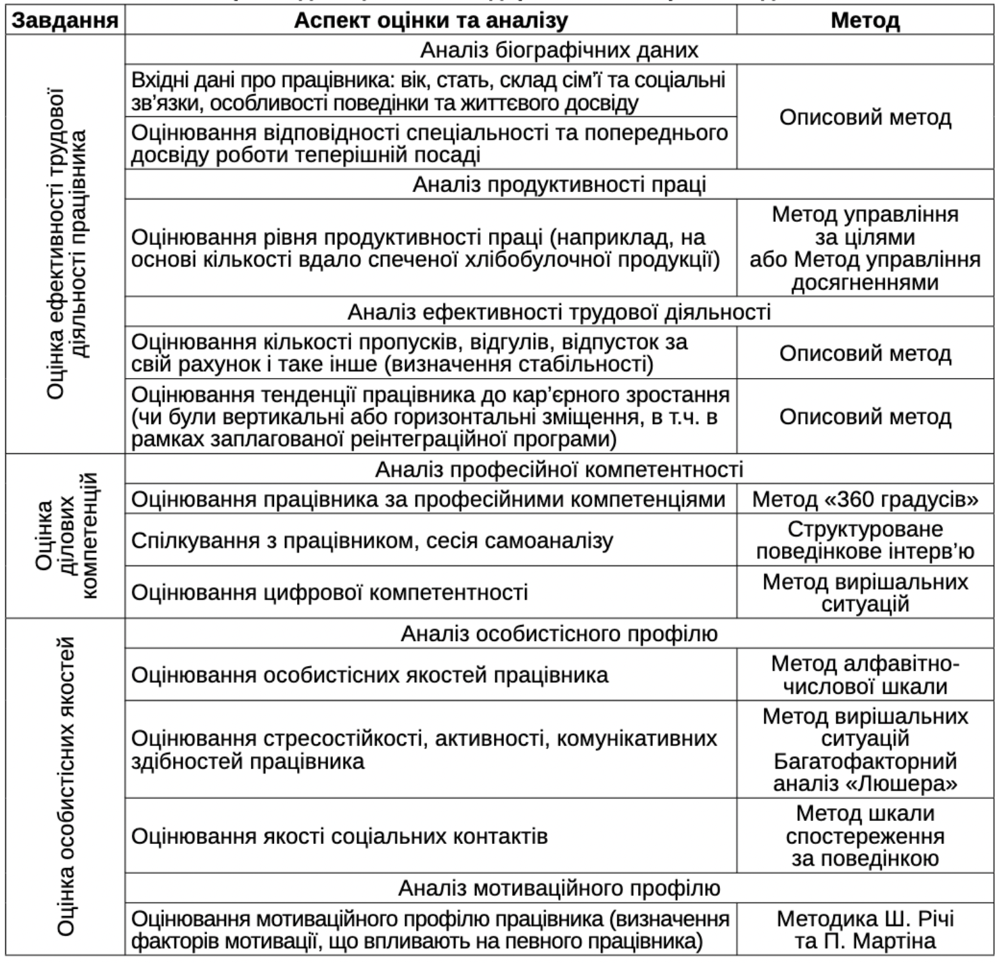 Завдання
Аспект оцінки та аналізу
Метод
Оцінка ефективності трудової
діяльності працівника
Аналіз біографічних даних
Вхідні дані про працівника: вік, стать, склад сім’ї та соціальні
зв’язки, особливості поведінки та життєвого досвіду
Описовий метод
Оцінювання відповідності спеціальності та попереднього
досвіду роботи теперішній посаді
Аналіз продуктивності праці
Оцінювання рівня продуктивності праці (наприклад, на
основі кількості вдало спеченої хлібобулочної продукції)
Метод управління
за цілями
або Метод управління
досягненнями
Аналіз ефективності трудової діяльності
Оцінювання кількості пропусків, відгулів, відпусток за
свій рахунок і таке інше (визначення стабільності)
Описовий метод
Оцінювання тенденції працівника до кар’єрного зростання
(чи були вертикальні або горизонтальні зміщення, в т.ч. в
рамках заплагованої реінтеграційної програми)
Описовий метод
Оцінка
ділових
компетенцій
Аналіз професійної компетентності
Оцінювання працівника за професійними компетенціями
Метод «360 градусів»
Спілкування з працівником, сесія самоаналізу
Структуроване
поведінкове інтерв’ю
Оцінювання цифрової компетентності
Метод вирішальних
ситуацій
Оцінка особистісних якостей
Аналіз особистісного профілю
Оцінювання особистісних якостей працівника
Метод алфавітно-
числової шкали
Оцінювання стресостійкості, активності, комунікативних
здібностей працівника
Метод вирішальних
ситуацій
Багатофакторний
аналіз «Люшера»
Оцінювання якості соціальних контактів
Метод шкали
спостереження
за поведінкою
Аналіз мотиваційного профілю
Оцінювання мотиваційного профілю працівника (визначення
факторів мотивації, що впливають на певного працівника)
Методика Ш. Річі
та П. Мартіна